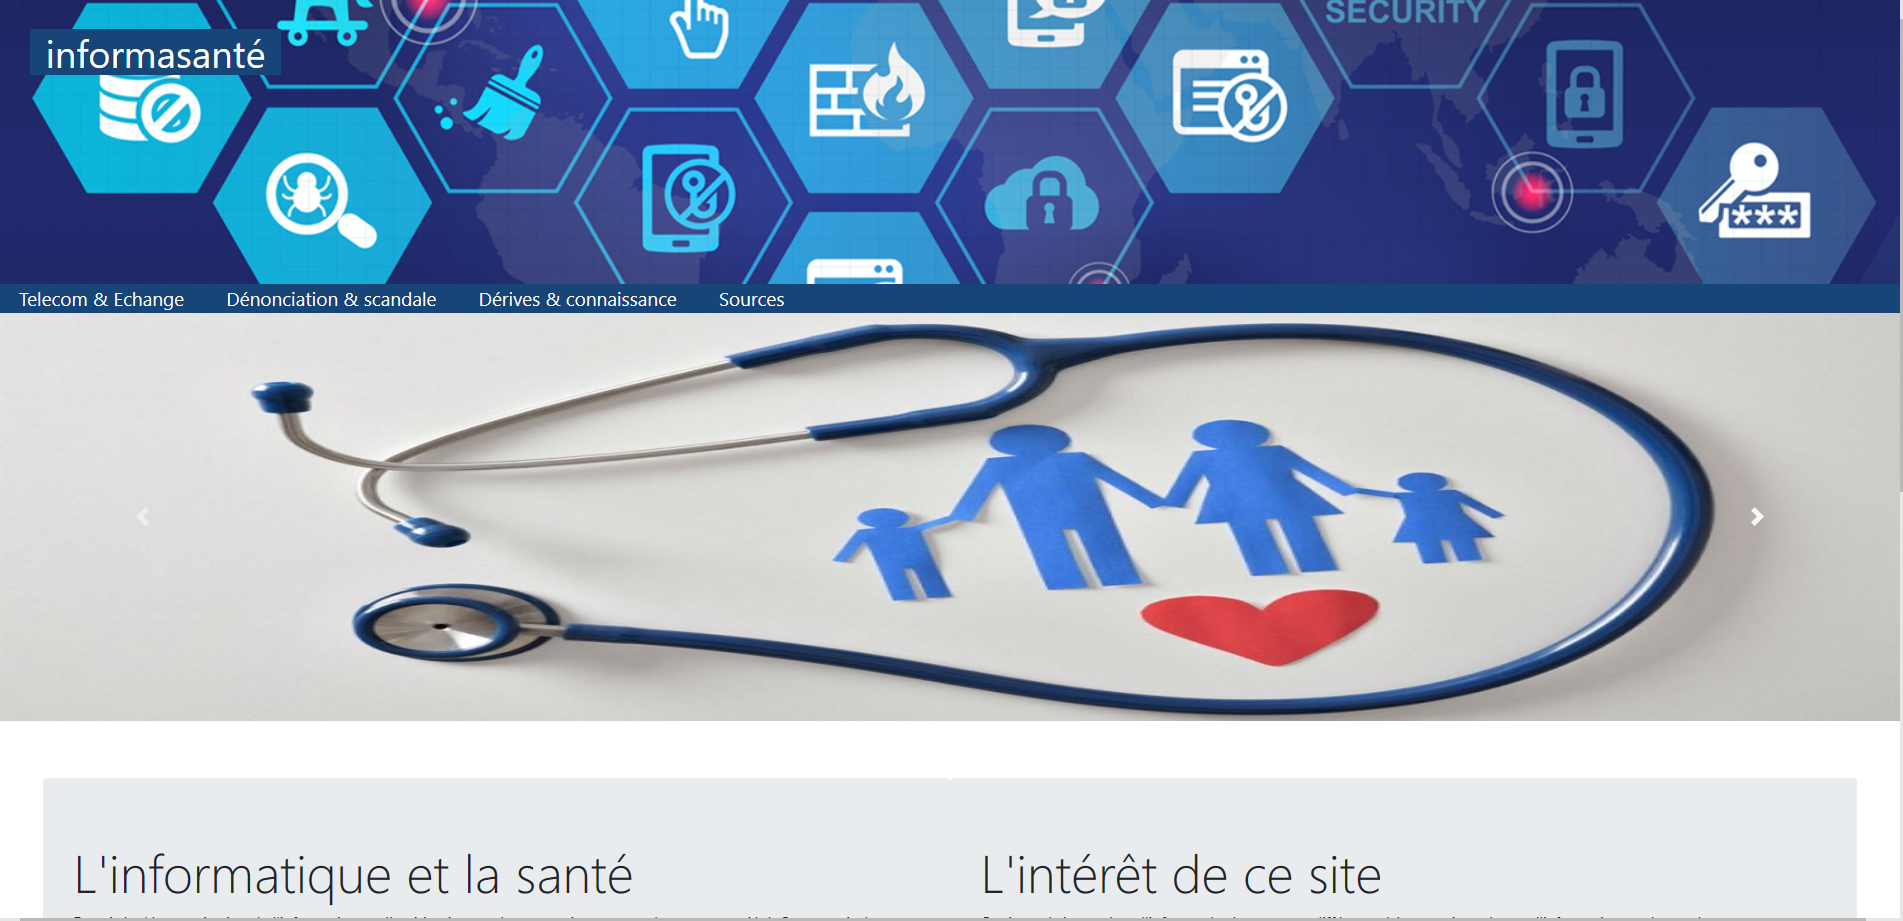 SECURITY
informasanté
***
Telecom & Echange
Dénonciation & scandale
Dérives & connaissance
Sources
L'informatique et la santé
L'intérêt de ce site